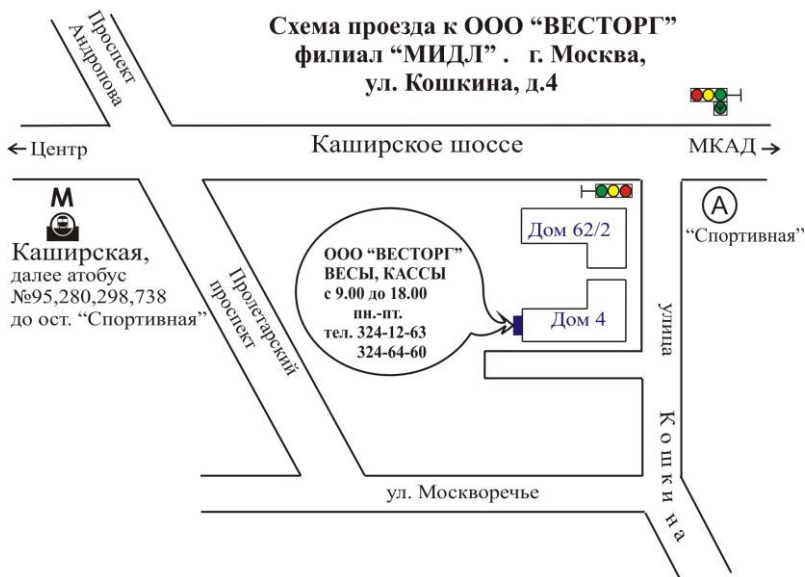 Схема проезда к ООО “ВЕСТОРГ”
филиал “МИДЛ” . г. Москва,
ул. Кошкина, д.4
Проспект
Андропова
← Центр
Каширское шоссе
МКАД →
М
Каширская,
далее атобус
№95,280,298,738
до ост. “Спортивная”
Пролетарский
проспект
ООО “ВЕСТОРГ”
ВЕСЫ, КАССЫ
с 9.00 до 18.00
пн.-пт.
тел. 324-12-63
324-64-60
Дом 62/2
Дом 4
А
“Спортивная”
улица
Кошкина
ул. Москворечье